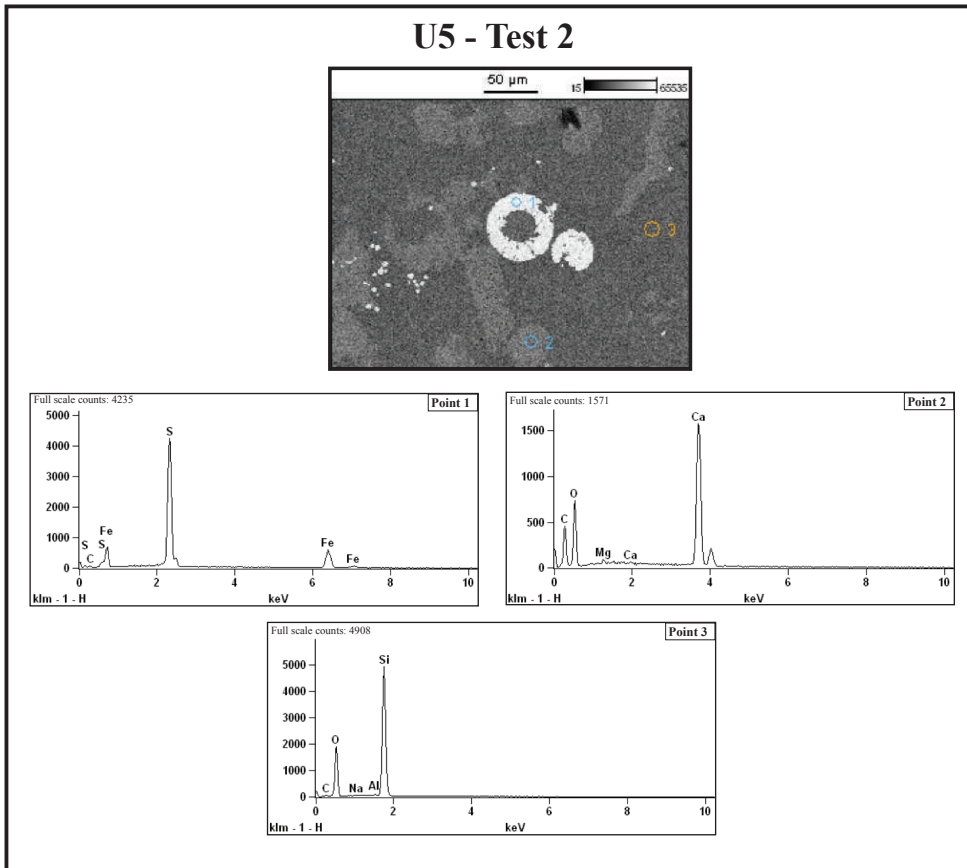 U5 - Test 2
50 µm
15 65535
1
3
2
Full scale counts: 4235
Point 1
5000
4000
3000
2000
1000
0
S
Fe
S
S
C
Fe
Fe
0 2 4 6 8 10
klm - 1 - H keV
Full scale counts: 1571
Point 2
1500
1000
500
0
Ca
O
C
Mg
Ca
0 2 4 6 8 10
klm - 1 - H keV
Full scale counts: 4908
Point 3
5000
4000
3000
2000
1000
0
Si
O
C
Na
Al
0 2 4 6 8 10
klm - 1 - H keV